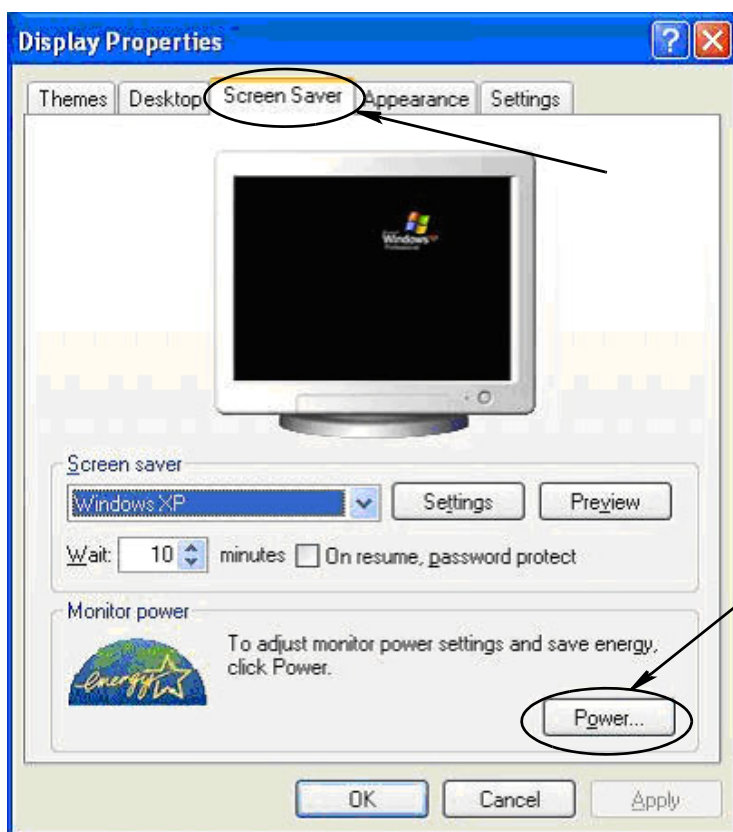 Display Properties
Themes Desktop Screen Saver Appearance Settings
Windows
Screen saver
Windows XP Settings Preview
Wait: 10 minutes On resume, password protect
Monitor power
To adjust monitor power settings and save energy,
click Power.
energy
Power...
OK Cancel Apply